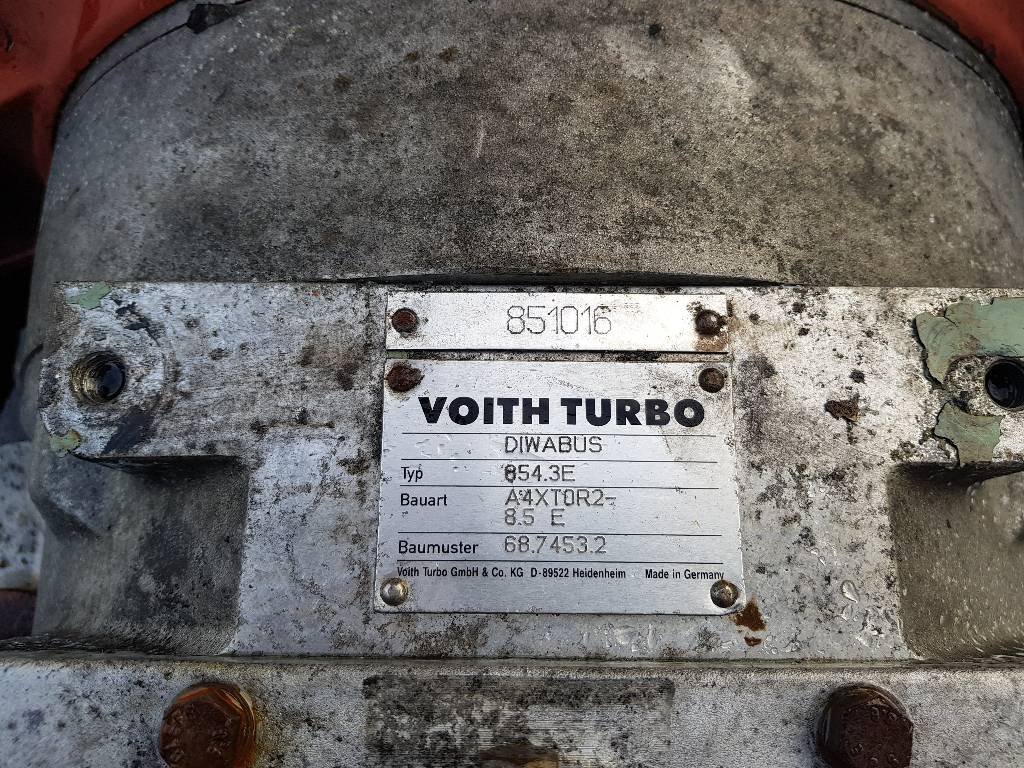 851016
VOITH TURBO
DIWABUS
Typ 854.3E
Bauart A4XT0R2-
8.5 E
Baumuster 68.7453.2
Voith Turbo GmbH & Co. KG D-89522 Heidenheim Made in Germany